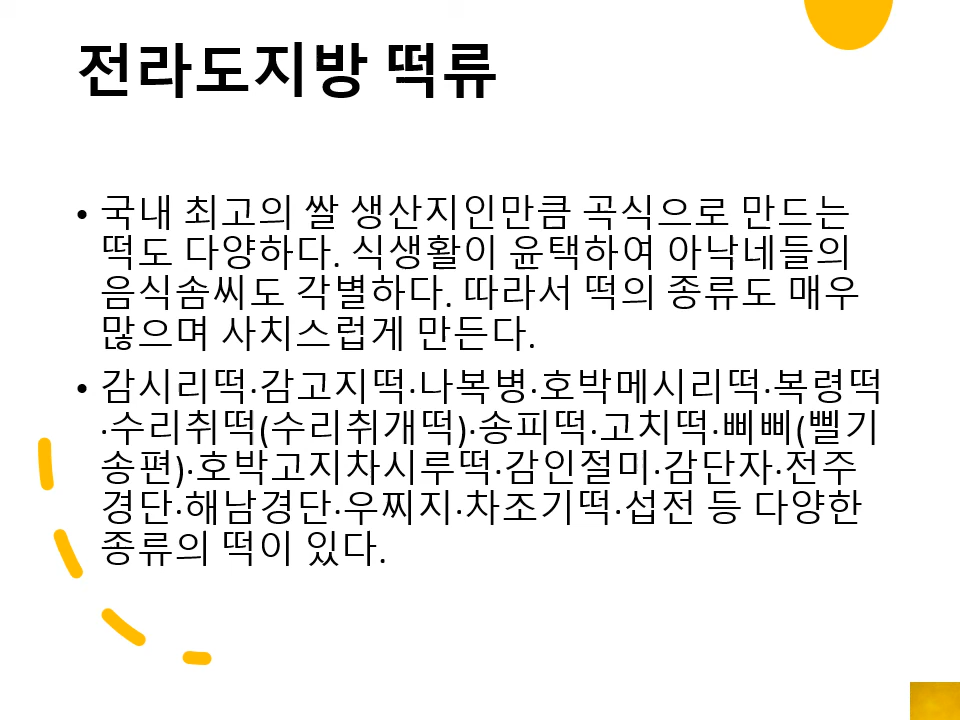 전라도지방 떡류
• 국내 최고의 쌀 생산지인만큼 곡식으로 만드는
떡도 다양하다. 식생활이 윤택하여 아낙네들의
음식솜씨도 각별하다. 따라서 떡의 종류도 매우
많으며 사치스럽게 만든다.
• 감시리떡·감고지떡·나복병·호박메시리떡·복령떡
·수리취떡(수리취개떡)·송피떡·고치떡·삐삐(삘기
송편)·호박고지차시루떡·감인절미·감단자·전주
경단·해남경단·우찌지·차조기떡·섭전 등 다양한
종류의 떡이 있다.